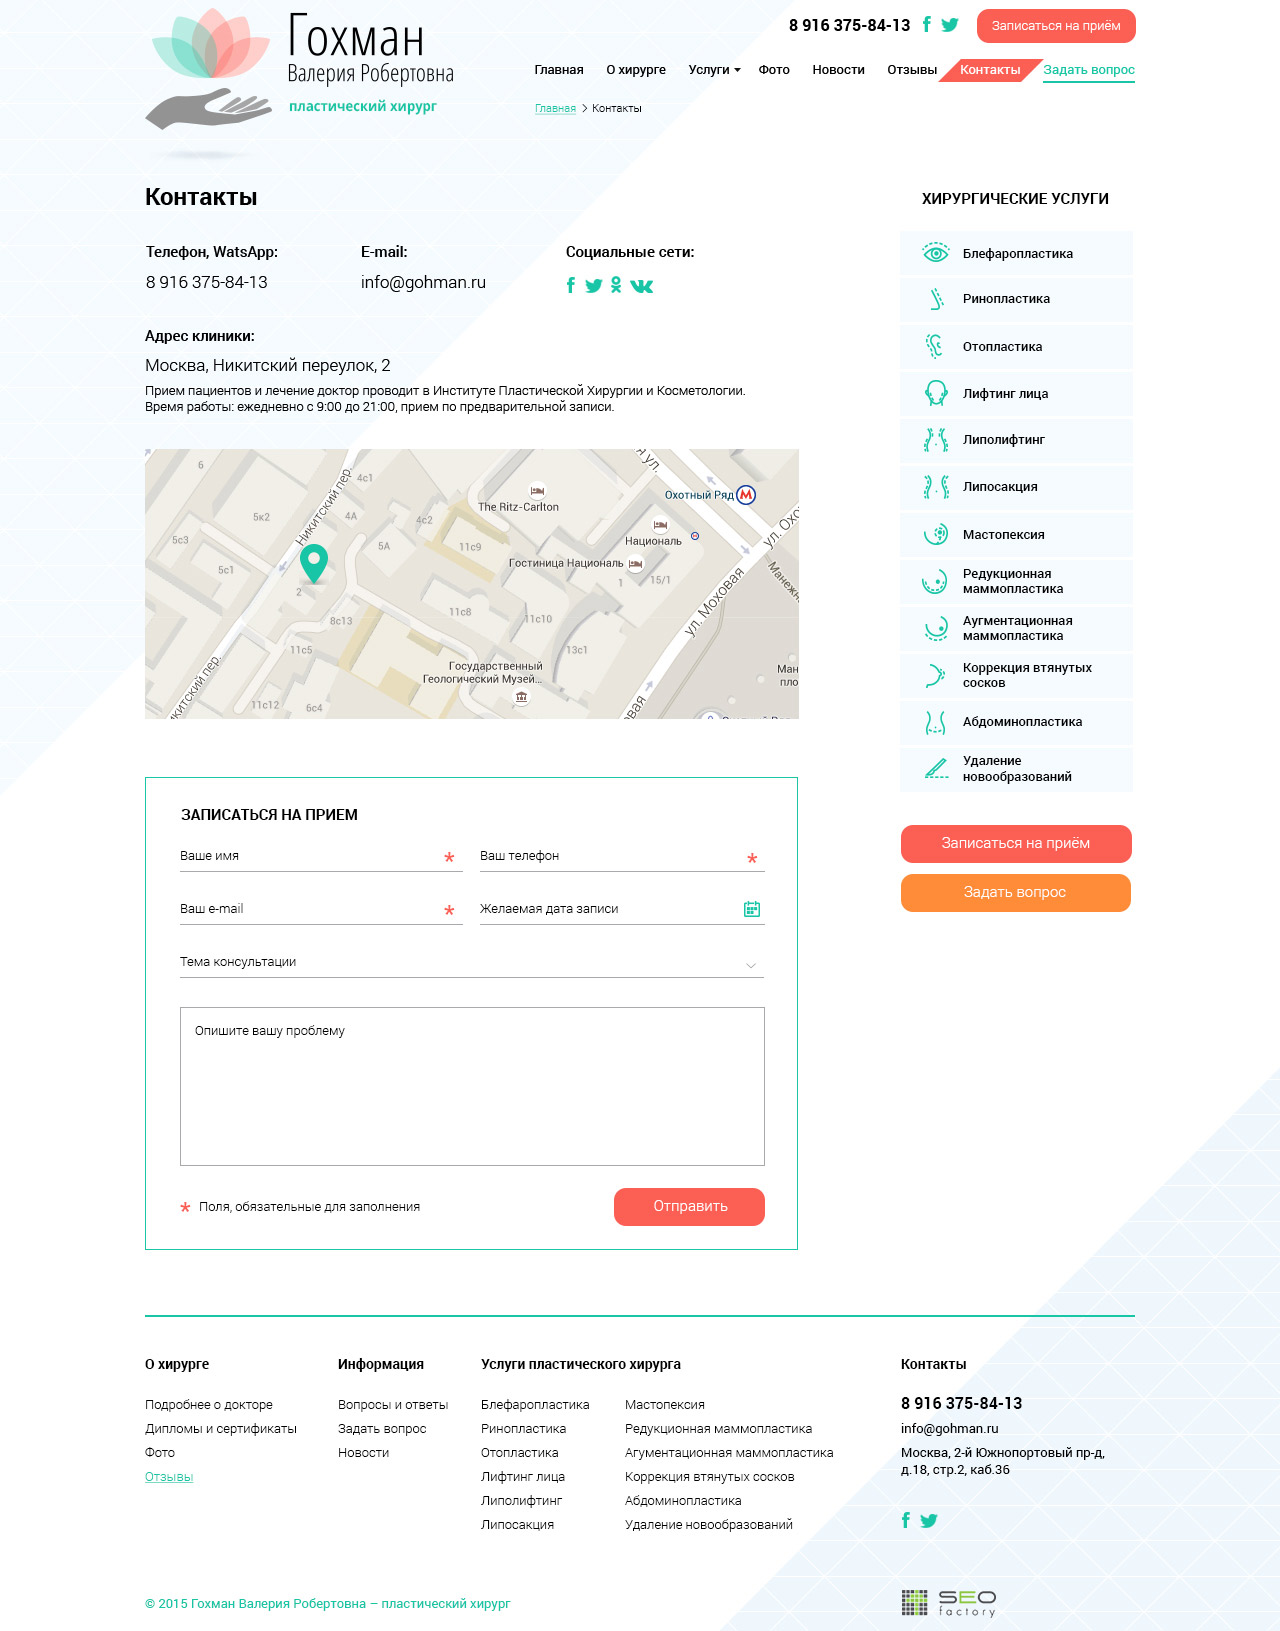 Гохман
Валерия Робертовна
пластический хирург
8 916 375-84-13
Записаться на приём
Главная
О хирурге
Услуги
Фото
Новости
Отзывы
Контакты
Задать вопрос
Главная > Контакты
Контакты
Телефон, WatsApp:
8 916 375-84-13
E-mail:
info@gohman.ru
Социальные сети:
Адрес клиники:
Москва, Никитский переулок, 2
Прием пациентов и лечение доктор проводит в Институте Пластической Хирургии и Косметологии.
Время работы: ежедневно с 9:00 до 21:00, прием по предварительной записи.
6
4с1
Никитский пер.
The Ritz-Carlton
Охотный Ряд
я ул.
ул. Охо
5к2
4А
4с2
Националь
5с3
5А
11с9
5с1
Гостиница Националь
1
15/1
Манежн
2
ул. Моховая
11с8
11с10
8с13
11с5
13с1
Государственный
Геологический Музей...
Ман
пло
икитский пер.
11с12
6с4
овая
ЗАПИСАТЬСЯ НА ПРИЕМ
Ваше имя *
Ваш телефон *
Ваш e-mail *
Желаемая дата записи
Тема консультации
Опишите вашу проблему
* Поля, обязательные для заполнения
Отправить
ХИРУРГИЧЕСКИЕ УСЛУГИ
Блефаропластика
Ринопластика
Отопластика
Лифтинг лица
Липолифтинг
Липосакция
Мастопексия
Редукционная
маммопластика
Аугментационная
маммопластика
Коррекция втянутых
сосков
Абдоминопластика
Удаление
новообразований
Записаться на приём
Задать вопрос
О хирурге
Подробнее о докторе
Дипломы и сертификаты
Фото
Отзывы
Информация
Вопросы и ответы
Задать вопрос
Новости
Услуги пластического хирурга
Блефаропластика
Ринопластика
Отопластика
Лифтинг лица
Липолифтинг
Липосакция
Мастопексия
Редукционная маммопластика
Агументационная маммопластика
Коррекция втянутых сосков
Абдоминопластика
Удаление новообразований
Контакты
8 916 375-84-13
info@gohman.ru
Москва, 2-й Южнопортовый пр-д,
д.18, стр.2, каб.36
© 2015 Гохман Валерия Робертовна – пластический хирург
SEO
factory